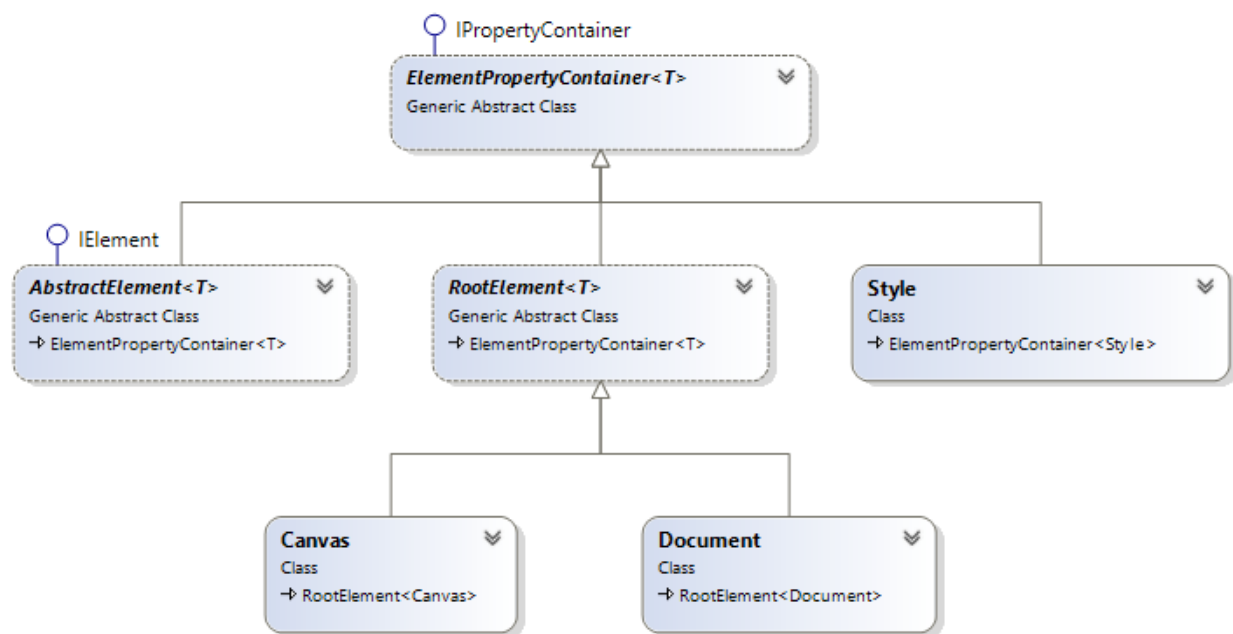 IPropertyContainer
ElementPropertyContainer<T>
Generic Abstract Class
IElement
AbstractElement<T>
Generic Abstract Class
ElementPropertyContainer<T>
RootElement<T>
Generic Abstract Class
ElementPropertyContainer<T>
Style
Class
ElementPropertyContainer<Style>
Canvas
Class
RootElement<Canvas>
Document
Class
RootElement<Document>